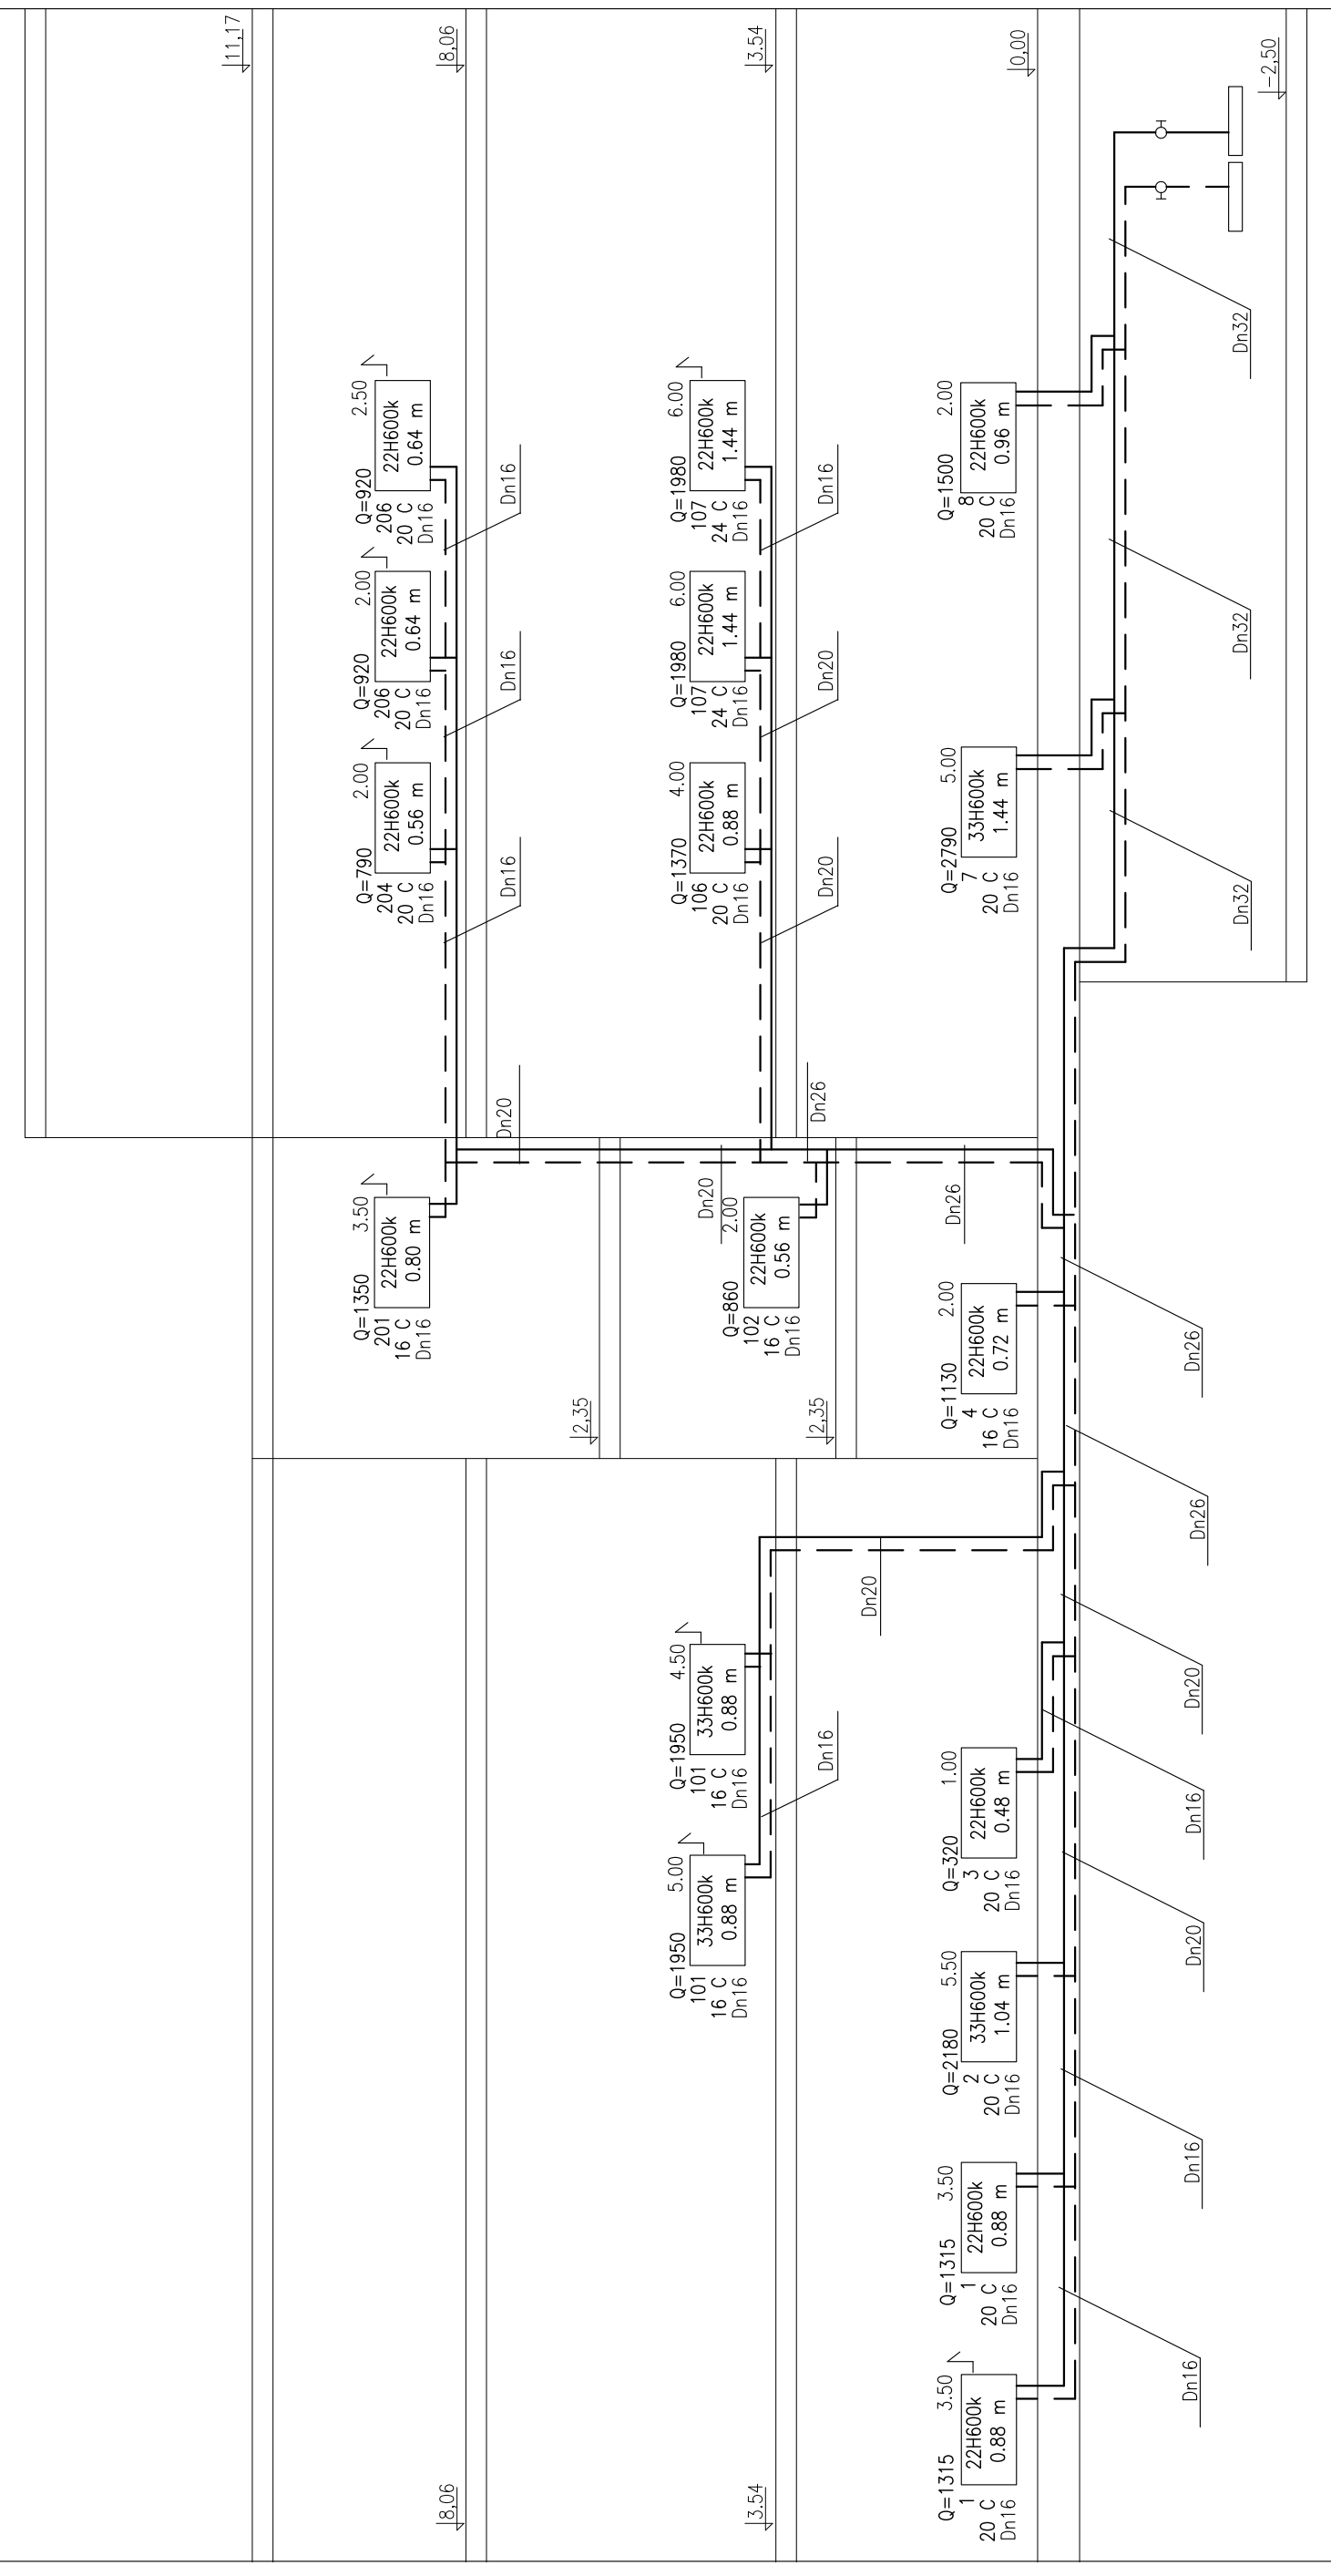 11,17
8,06
3.54
0,00
-2,50
Q=920
2.50
206
20 C
Dn16
22H600k
0.64 m
Q=920
2.00
206
20 C
Dn16
22H600k
0.64 m
Q=790
2.00
204
20 C
Dn16
22H600k
0.56 m
Dn16
Dn16
Dn16
Dn20
Q=1350
3.50
201
16 C
Dn16
22H600k
0.80 m
Q=1980
6.00
107
24 C
Dn16
22H600k
1.44 m
Q=1980
6.00
107
24 C
Dn16
22H600k
1.44 m
Q=1370
4.00
106
20 C
Dn16
22H600k
0.88 m
Dn16
Dn20
Dn20
Dn26
Dn20
Q=860
2.00
102
16 C
Dn16
22H600k
0.56 m
2,35
2,35
Q=1950
4.50
101
16 C
Dn16
33H600k
0.88 m
Q=1950
5.00
101
16 C
Dn16
33H600k
0.88 m
Dn16
Dn20
Dn26
Q=1500
2.00
8
20 C
Dn16
22H600k
0.96 m
Q=2790
5.00
7
20 C
Dn16
33H600k
1.44 m
Q=1130
2.00
4
16 C
Dn16
22H600k
0.72 m
Q=320
1.00
3
20 C
Dn16
22H600k
0.48 m
Q=2180
5.50
2
20 C
Dn16
33H600k
1.04 m
Q=1315
3.50
1
20 C
Dn16
22H600k
0.88 m
Q=1315
3.50
1
20 C
Dn16
22H600k
0.88 m
Dn32
Dn32
Dn32
Dn26
Dn26
Dn20
Dn16
Dn20
Dn16
Dn16
8,06
3.54